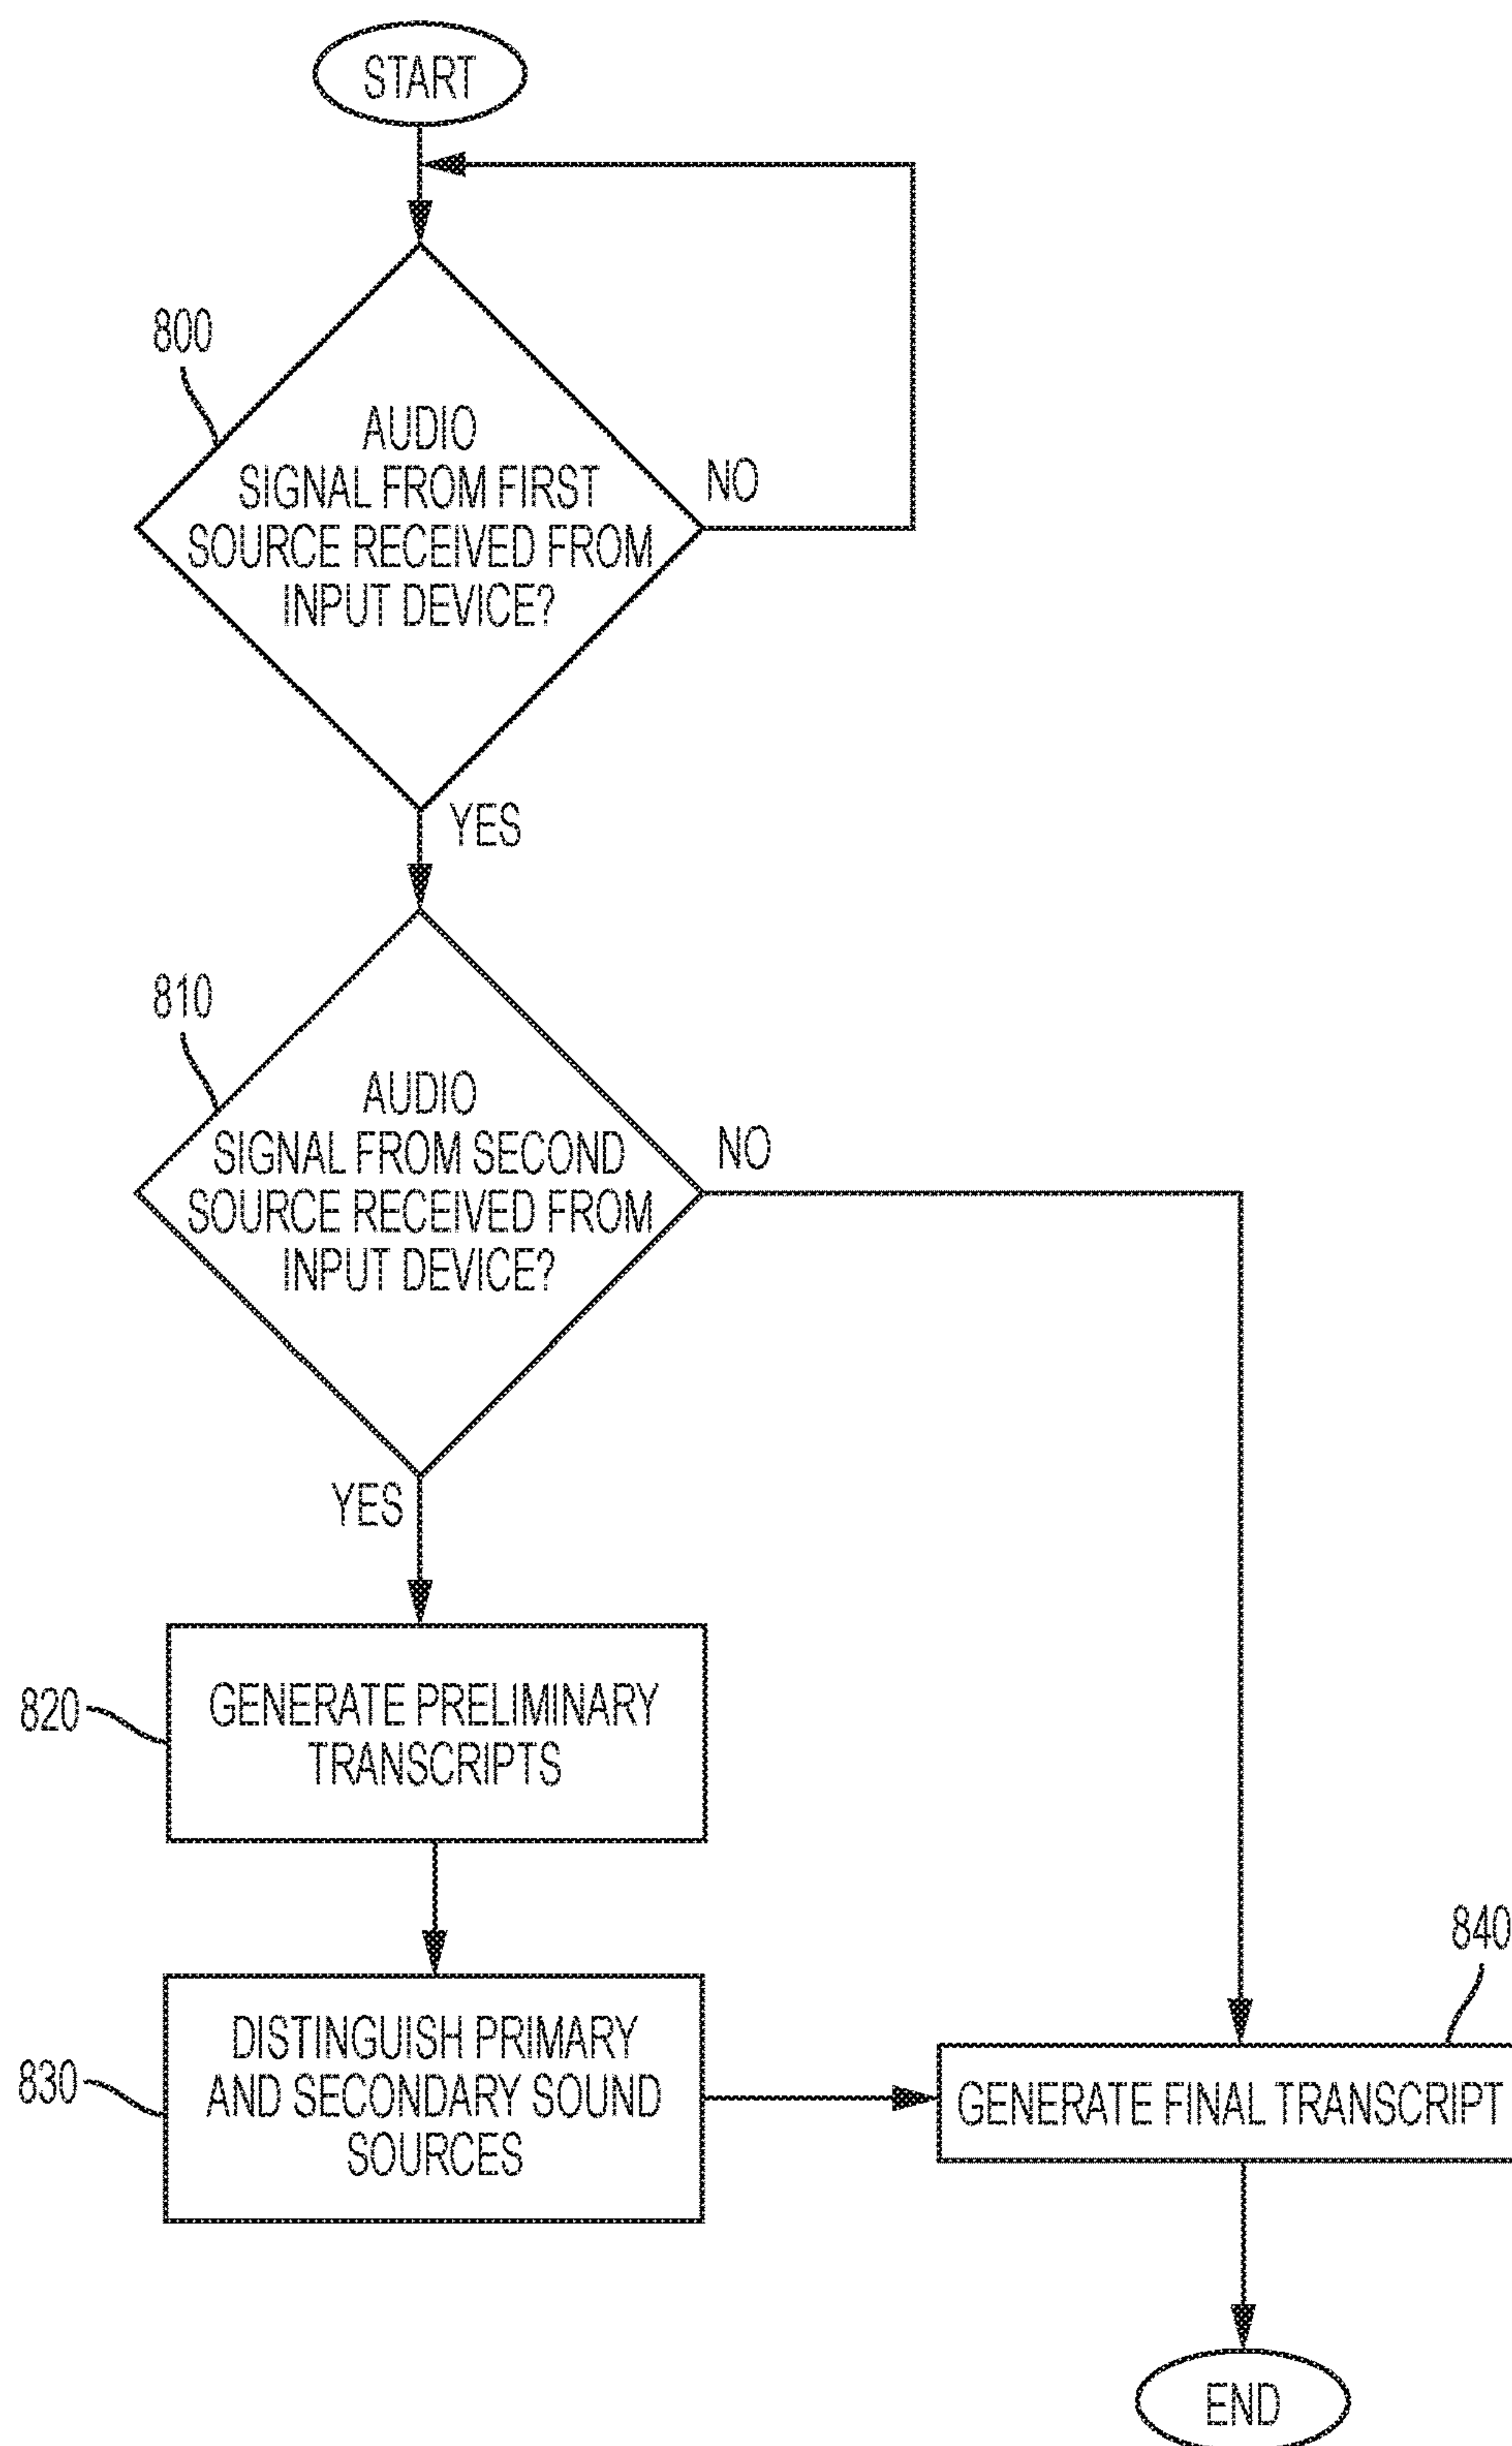 START
800
AUDIO
SIGNAL FROM FIRST
SOURCE RECEIVED FROM
INPUT DEVICE?
NO
YES
810
AUDIO
SIGNAL FROM SECOND
SOURCE RECEIVED FROM
INPUT DEVICE?
NO
YES
820
GENERATE PRELIMINARY
TRANSCRIPTS
830
DISTINGUISH PRIMARY
AND SECONDARY SOUND
SOURCES
840
GENERATE FINAL TRANSCRIPT
END